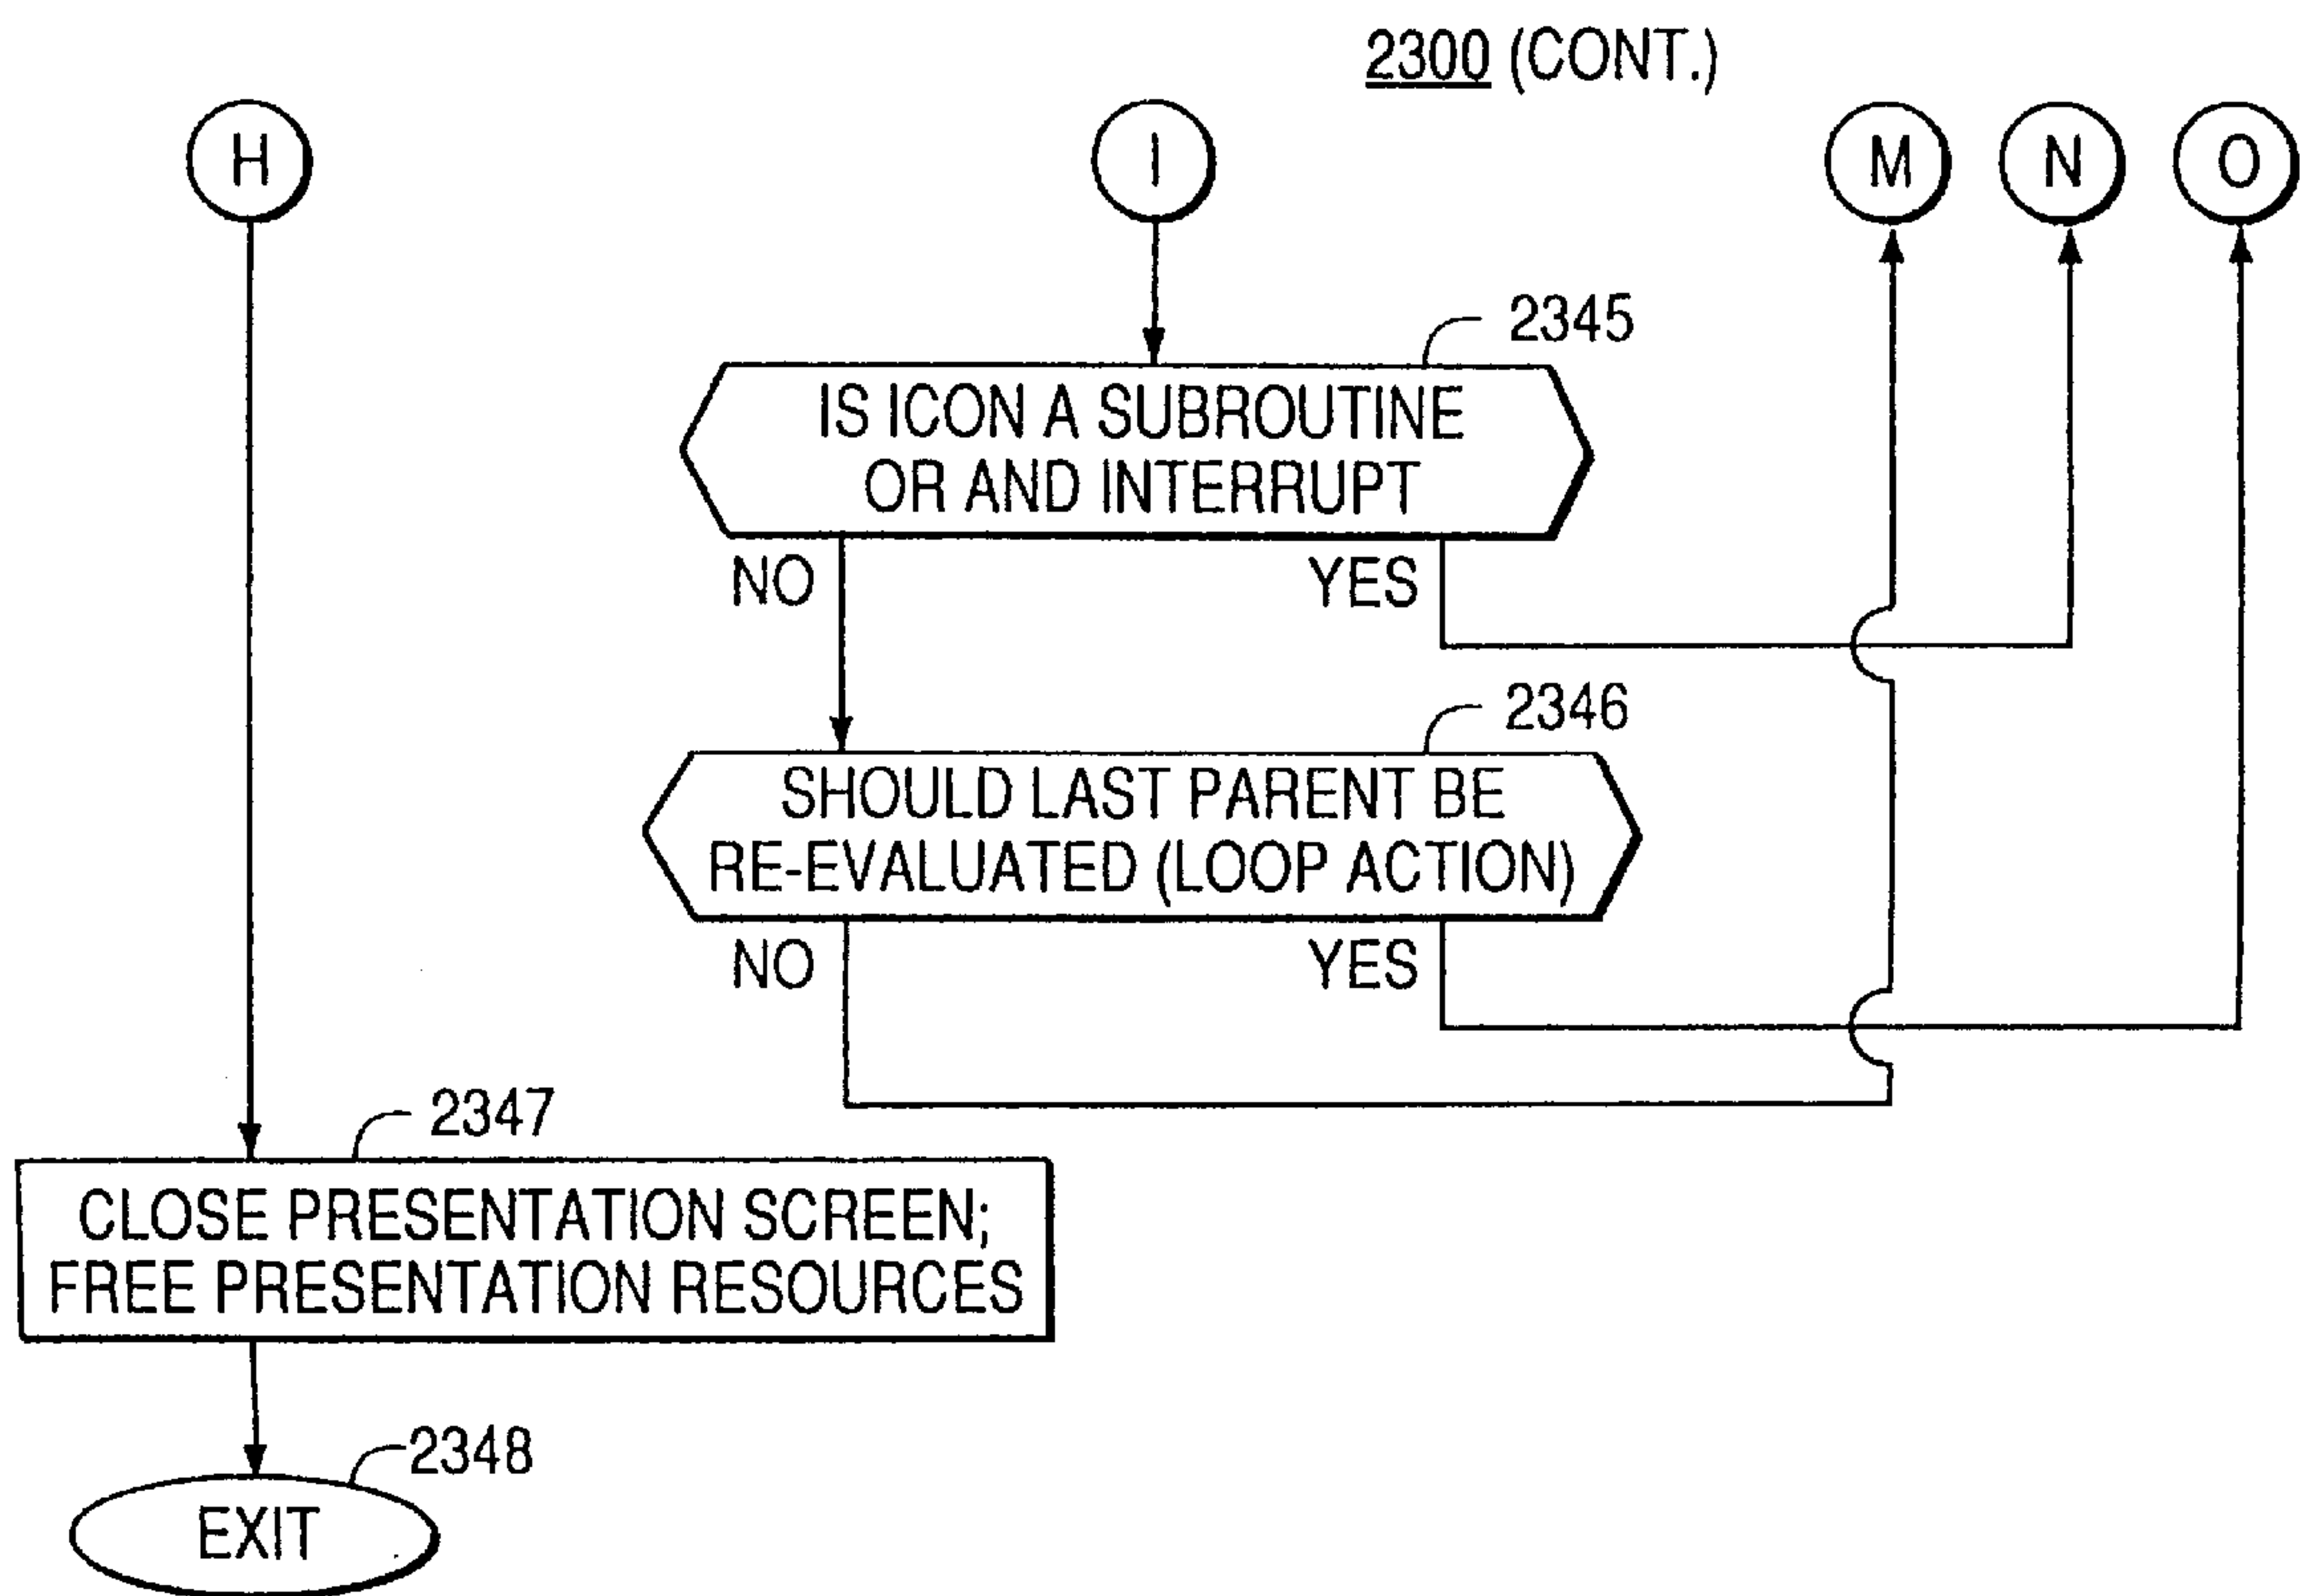 2300 (CONT.)
H
I
M
N
O
2345
IS ICON A SUBROUTINE
OR AND INTERRUPT
NO
YES
2346
SHOULD LAST PARENT BE
RE-EVALUATED (LOOP ACTION)
NO
YES
2347
CLOSE PRESENTATION SCREEN;
FREE PRESENTATION RESOURCES
2348
EXIT